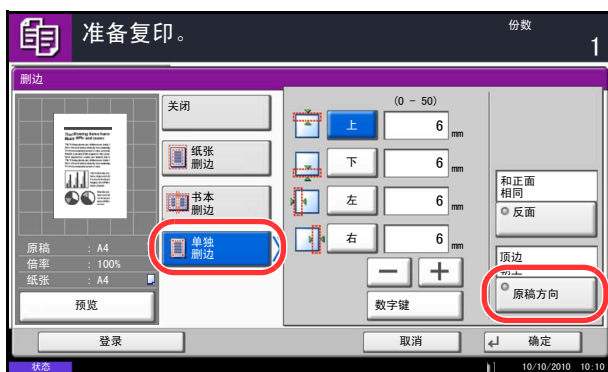 准备复印。
份数
1
删边
关闭
纸张
删边
书本
删边
单独
删边
原稿 : A4
倍率 : 100%
纸张 : A4
预览
(0 - 50)
上 6 mm
下 6 mm
左 6 mm
右 6 mm
− +
数字键
和正面
相同
反面
顶边
原稿方向
登录
取消
确定
状态
10/10/2010 10:10